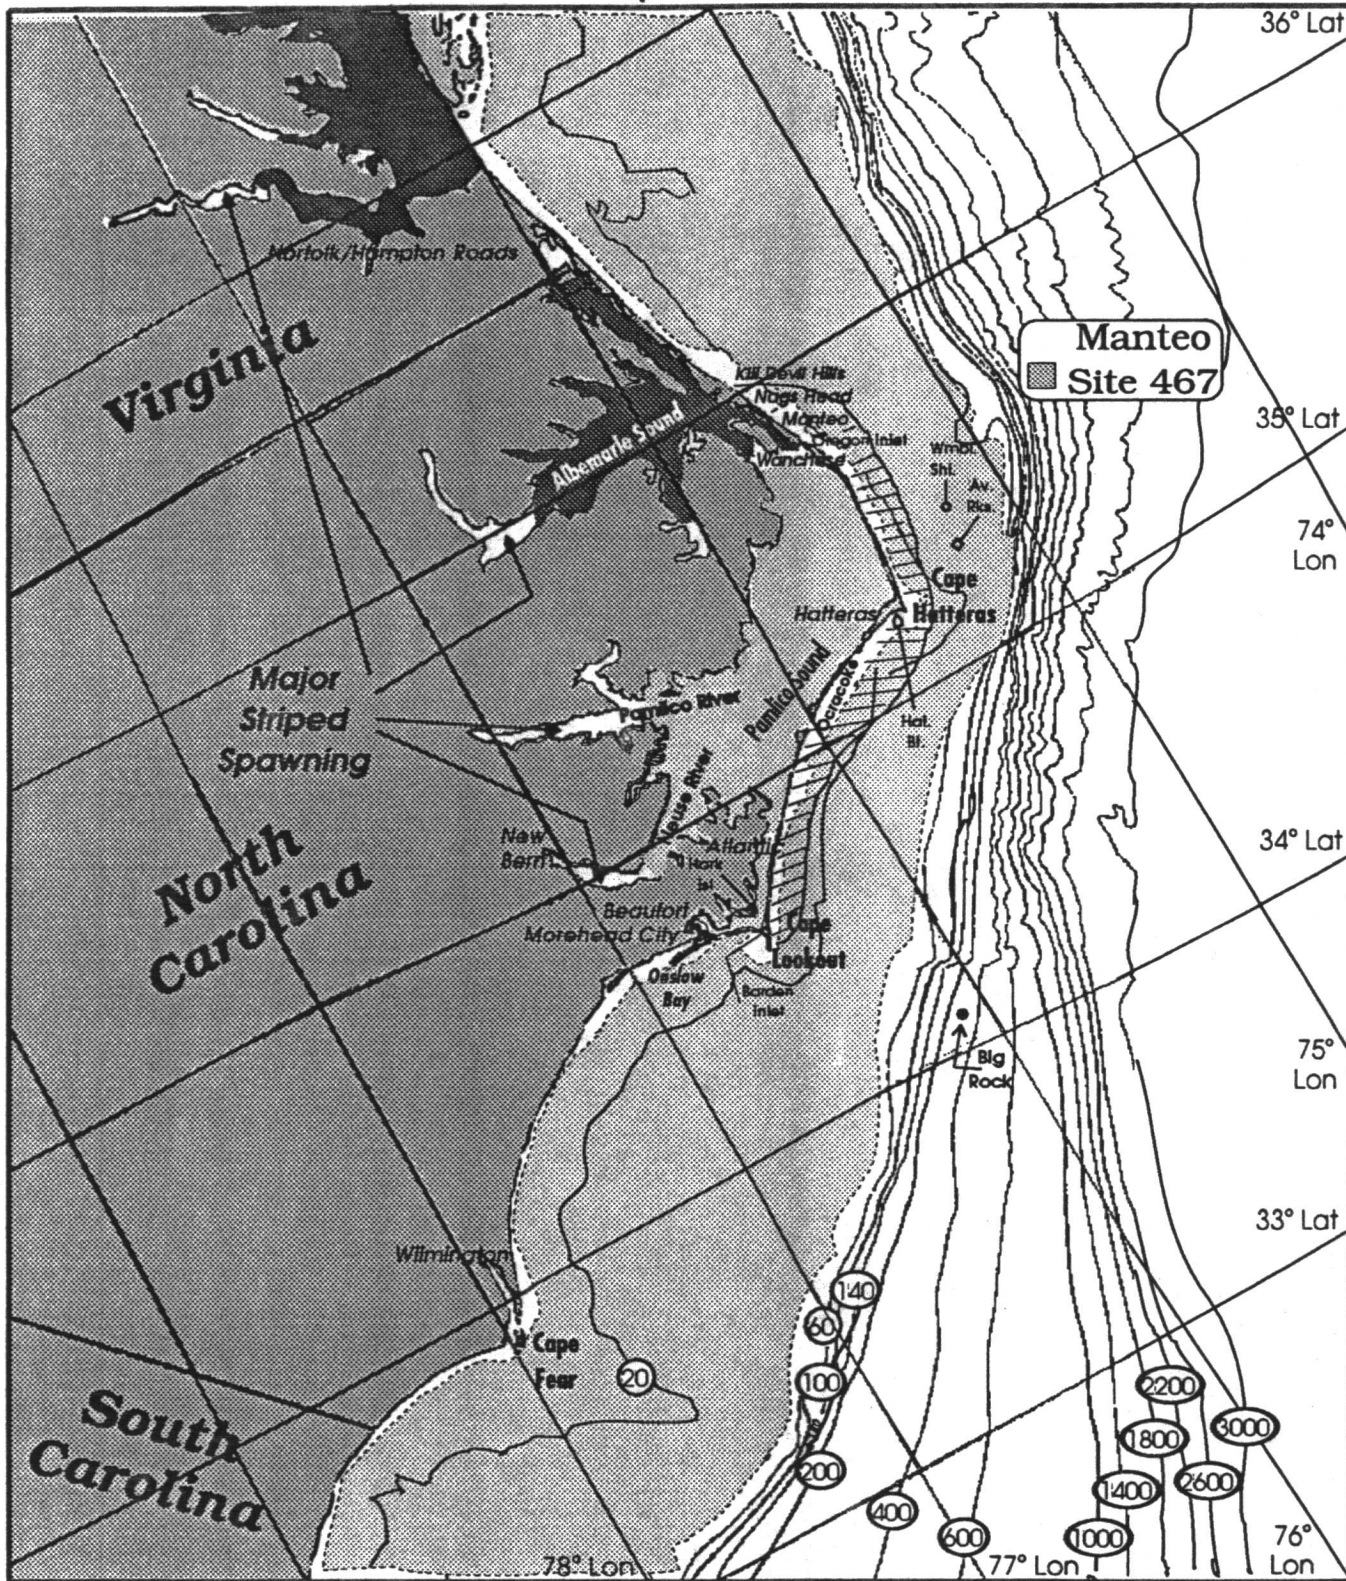 36° Lat
Norfolk/Hampton Roads
Virginia
Manteo
Site 467
Kill Devil Hills
Nags Head
Manteo
Oregon Inlet
Wanchese
Albemarle Sound
35° Lat
Wmbl.
Shl.
Av.
Rks.
74°
Lon
Cape
Hatteras
Hatteras
Major
Striped
Spawning
Pamlico River
Pamlico Sound
Ocracoke
Hat.
Bl.
Neuse River
New
Bern
Atlantic
Hark
Isl
34° Lat
North
Carolina
Beaufort
Morehead City
Cape
Lookout
Onslow
Bay
Barden
Inlet
Big
Rock
75°
Lon
33° Lat
Wilmington
Cape
Fear
20
140
60
100
200
400
600
1000
1400
1800
2200
2600
3000
South
Carolina
78° Lon
77° Lon
76°
Lon